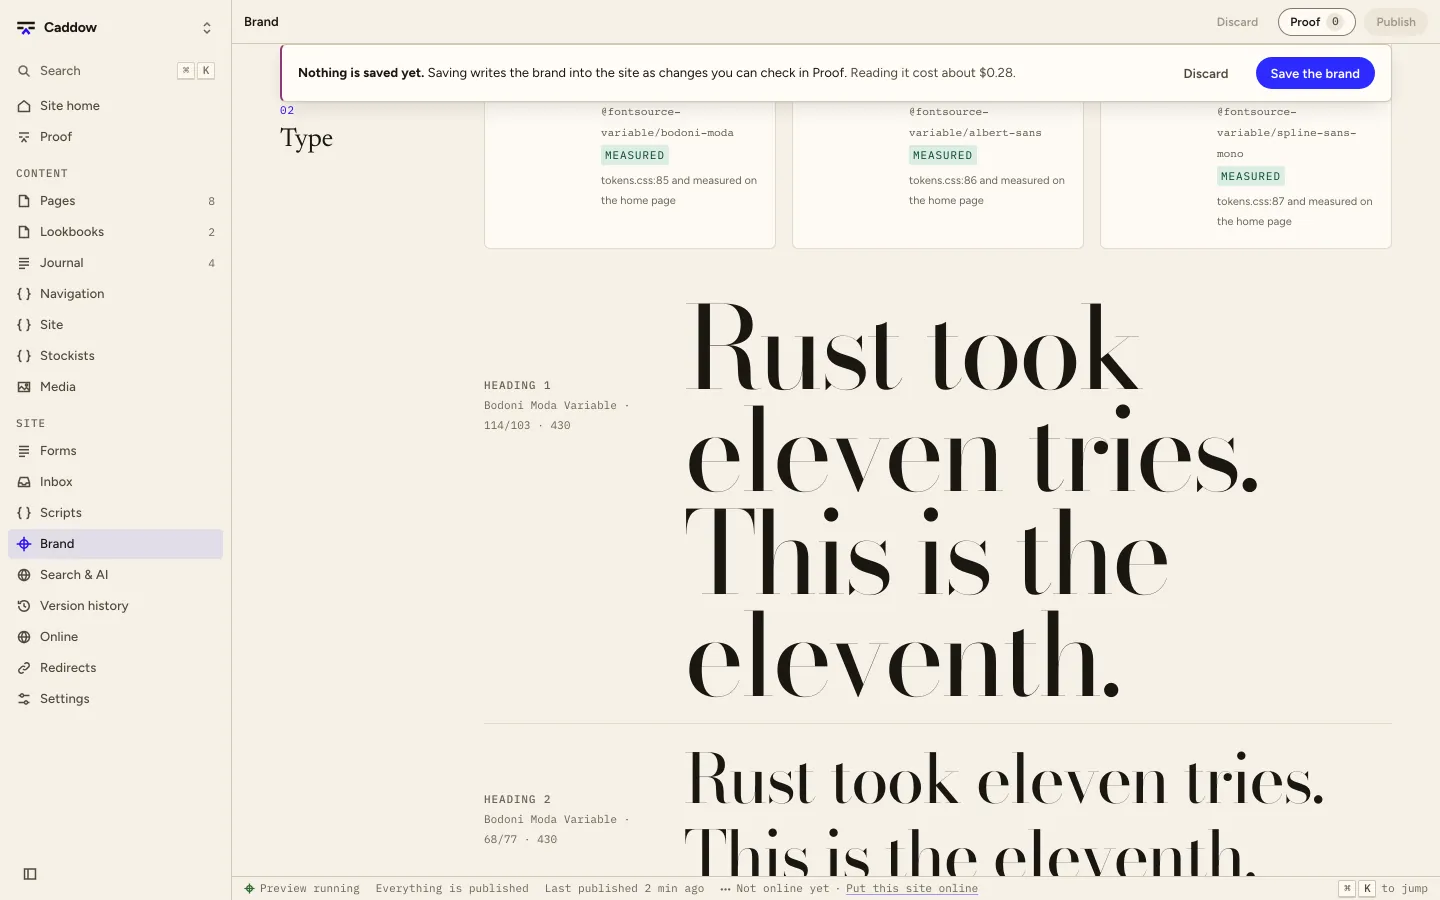 Caddow
Brand
Discard
Proof 0
Publish
Search ⌘ K
Site home
Proof
CONTENT
Pages 8
Lookbooks 2
Journal 4
Navigation
Site
Stockists
Media
SITE
Forms
Inbox
Scripts
Brand
Search & AI
Version history
Online
Redirects
Settings
Nothing is saved yet. Saving writes the brand into the site as changes you can check in Proof. Reading it cost about $0.28.
Discard
Save the brand
02
Type
@fontsource-
variable/bodoni-moda
MEASURED
tokens.css:85 and measured on
the home page
@fontsource-
variable/albert-sans
MEASURED
tokens.css:86 and measured on
the home page
@fontsource-
variable/spline-sans-
mono
MEASURED
tokens.css:87 and measured on
the home page
HEADING 1
Bodoni Moda Variable ·
114/103 · 430
Rust took
eleven tries.
This is the
eleventh.
HEADING 2
Bodoni Moda Variable ·
68/77 · 430
Rust took eleven tries.
This is the eleventh.
Preview running
Everything is published
Last published 2 min ago
Not online yet · Put this site online
⌘ K to jump